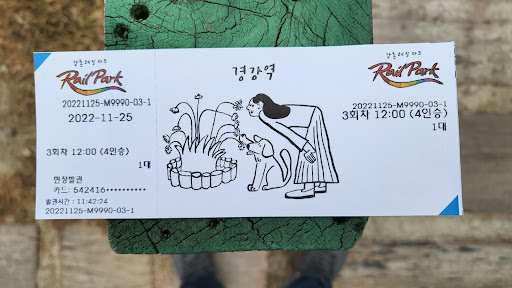 강촌레일파크
Rail Park
20221125-M9990-03-1
2022-11-25
3회차 12:00 (4인승)
1대
현장발권
카드: 542416**********
발권시간 : 11:42:24
20221125-M9990-03-1
경강역
강촌레일파크
Rail Park
20221125-M9990-03-1
3회차 12:00 (4인승)
1대